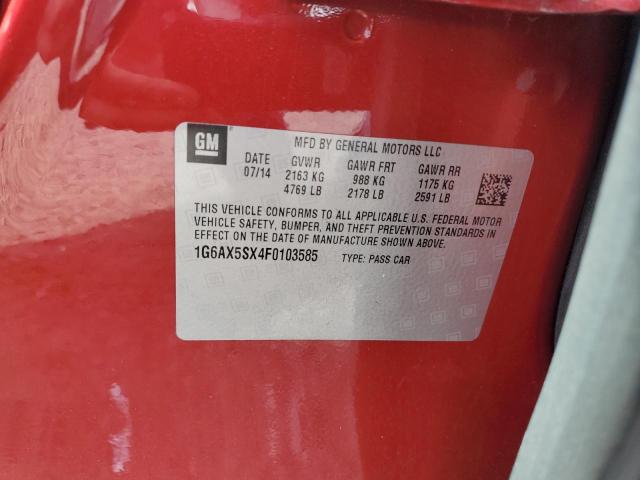 GM
MFD BY GENERAL MOTORS LLC
DATE GVWR GAWR FRT GAWR RR
07/14 2163 KG 988 KG 1175 KG
4769 LB 2178 LB 2591 LB
THIS VEHICLE CONFORMS TO ALL APPLICABLE U.S. FEDERAL MOTOR
VEHICLE SAFETY, BUMPER, AND THEFT PREVENTION STANDARDS IN
EFFECT ON THE DATE OF MANUFACTURE SHOWN ABOVE.
1G6AX5SX4F0103585 TYPE: PASS CAR